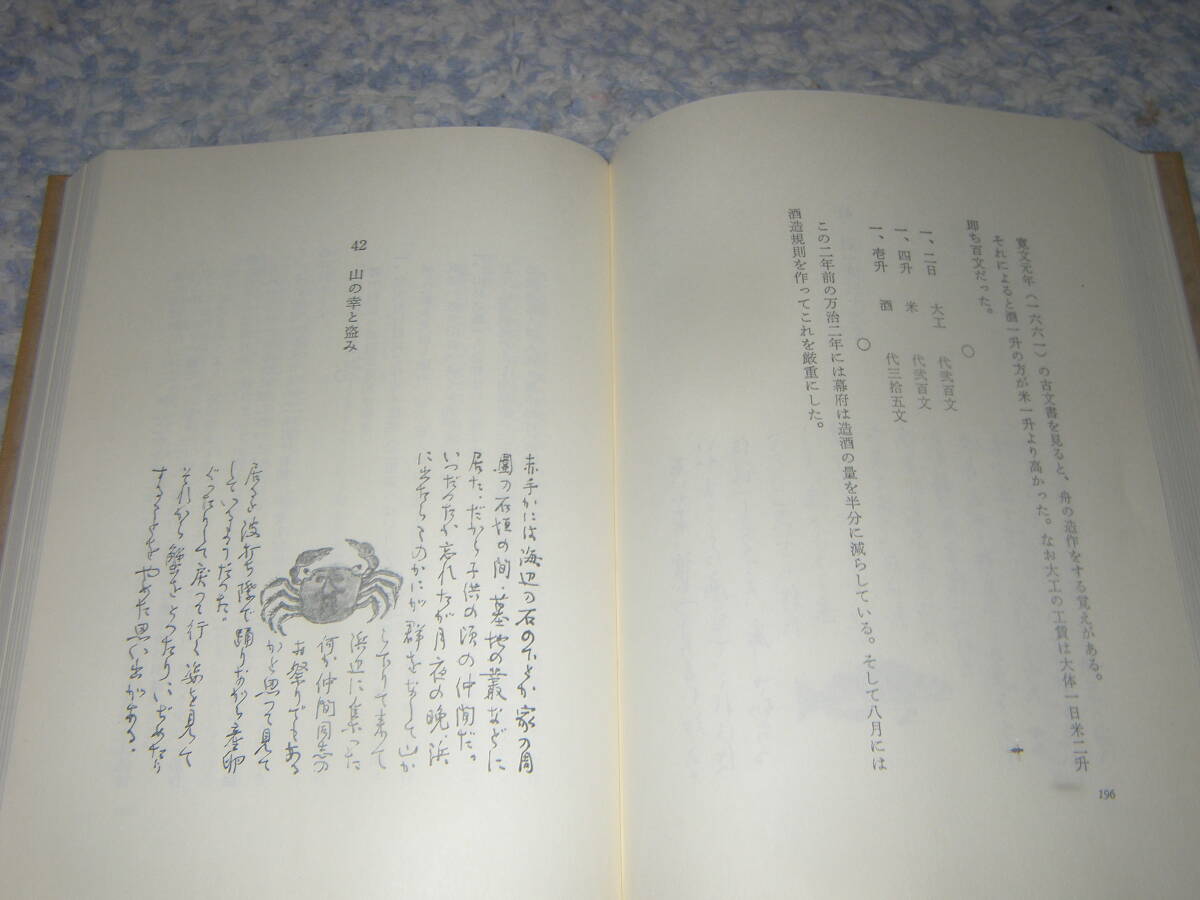 寛文元年（一六六一）の古文書を見ると、舟の造作をする覚えがある。
それによると酒一升の方が米一升より高かった。なお大工の工賃は大体一日米二升
即ち百文だった。
○
一、二日　大工　代弐百文
一、四升　米　代弐百文
一、壱升　酒　代三拾五文
○
この二年前の万治二年には幕府は造酒の量を半分に減らしている。そして八月には
酒造規則を作ってこれを厳重にした。
196
42　山の幸と盗み
赤手かには海辺の石の下とか家の周
囲の石垣の間・墓地の叢などに
居た、だから子供の頃の仲間だ。
いつだったか忘れたが月夜の晩、浜
に出たらこのかにが群をなして山か
ら下りて来て
浜辺に集った
何か仲間同志の
お祭りでもある
かと思って見て
居ると波打ち際で踊りながら産卵
しているようだった。
ぐったりして戻って行く姿を見て
それから蟹をとったりいぢめたり
することをやめた思い出がある。